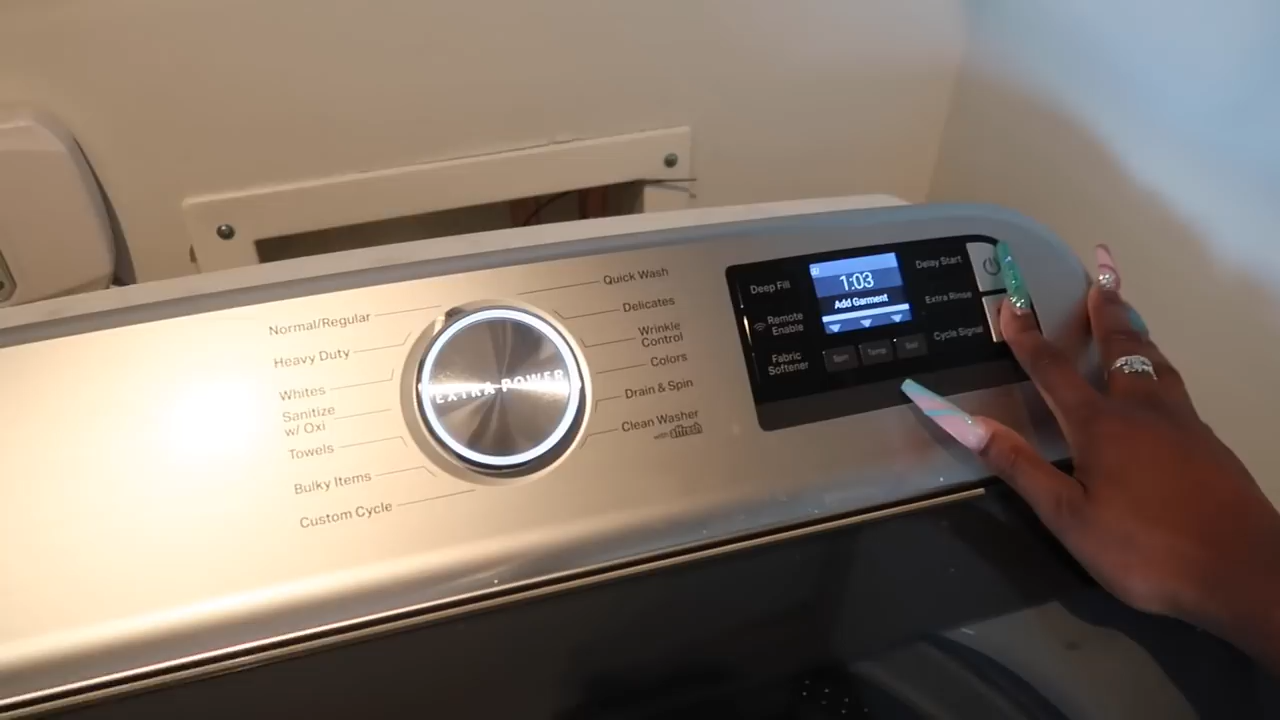 Normal/Regular
Heavy Duty
Whites
Sanitize
w/ Oxi
Towels
Bulky Items
Custom Cycle
EXTRA POWER
Quick Wash
Delicates
Wrinkle
Control
Colors
Drain & Spin
Clean Washer
with affresh
Deep Fill
Remote
Enable
Fabric
Softener
1:03
Add Garment
Spin
Temp
Soil
Delay Start
Extra Rinse
Cycle Signal